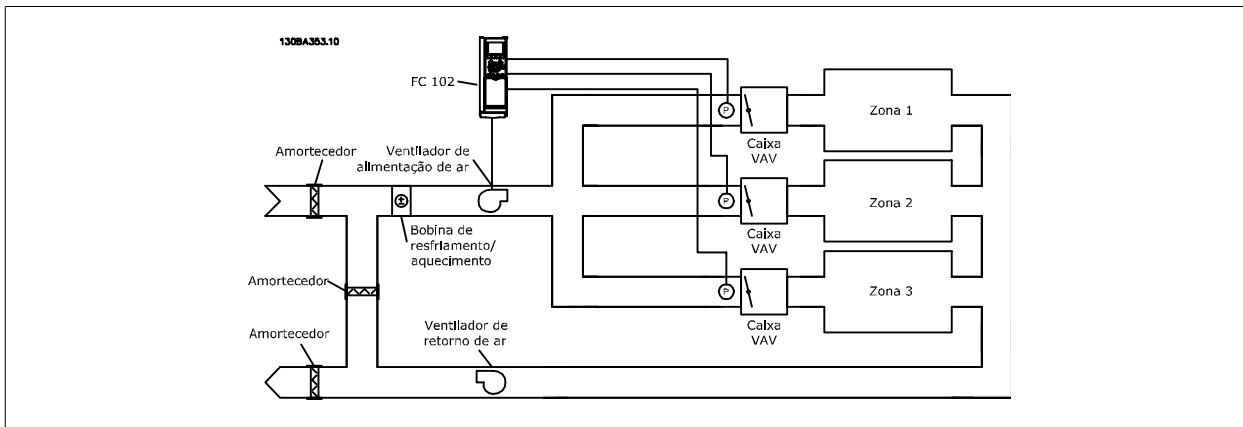 130BA353.10
FC 102
Amortecedor
Ventilador de
alimentação de ar
Bobina de
resfriamento/
aquecimento
Amortecedor
Amortecedor
Ventilador de
retorno de ar
P
Caixa
VAV
Zona 1
P
Caixa
VAV
Zona 2
P
Caixa
VAV
Zona 3